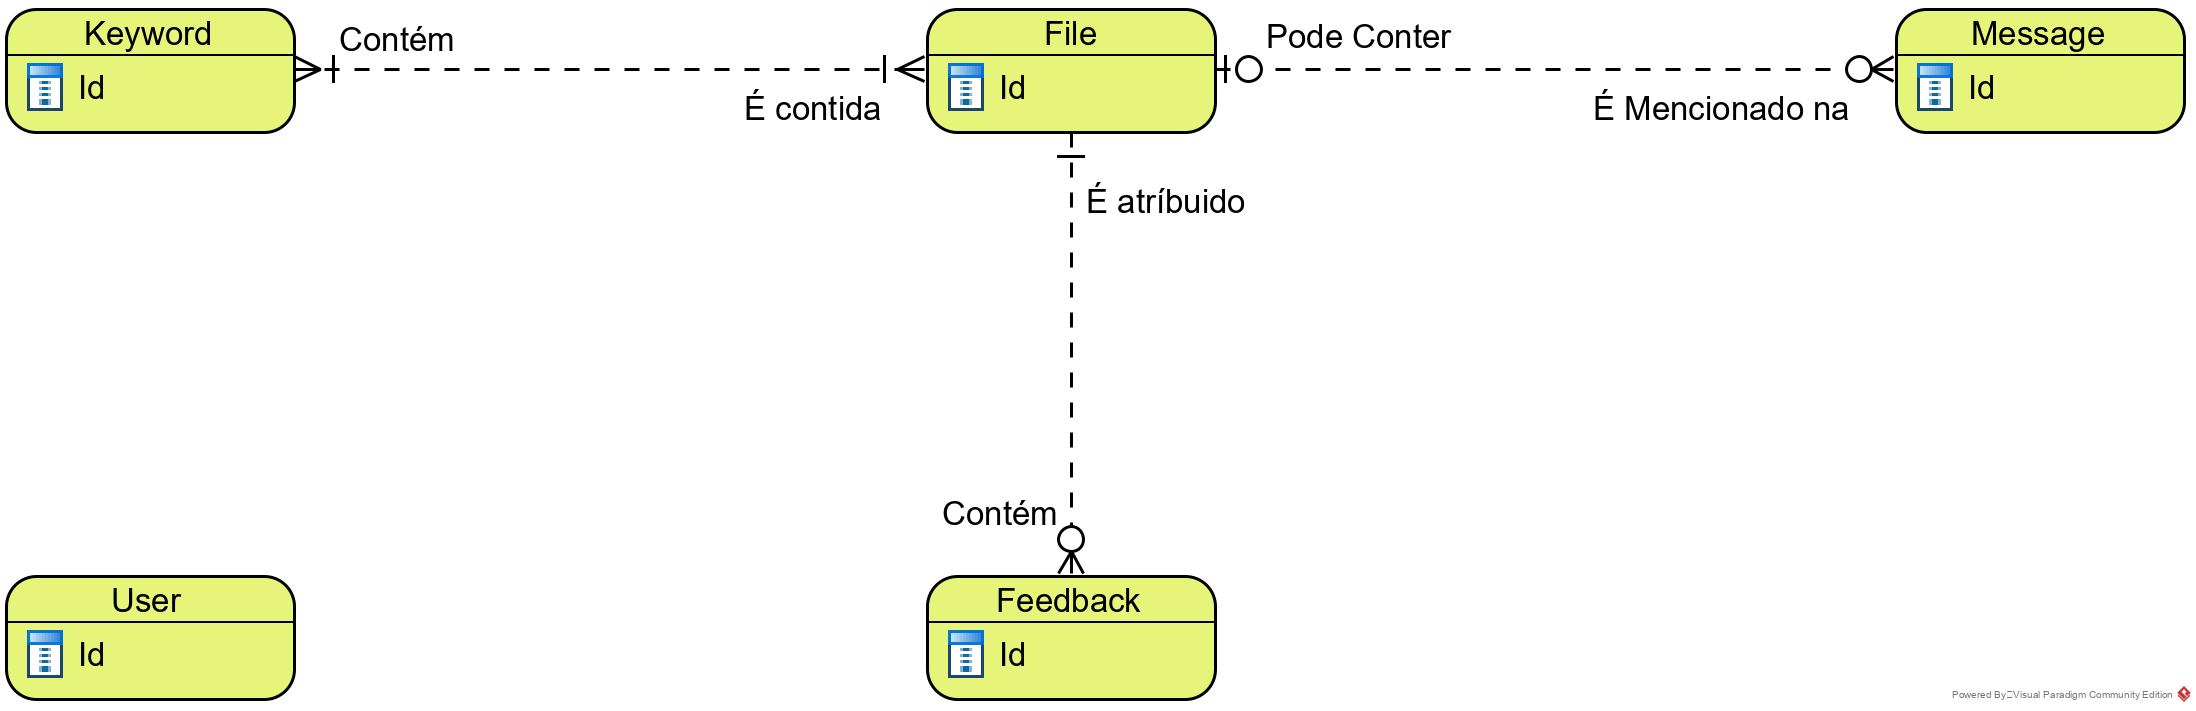 Keyword
Id
Contém
É contida
File
Id
Pode Conter
É Mencionado na
Message
Id
É atríbuido
Contém
User
Id
Feedback
Id
Powered By Visual Paradigm Community Edition